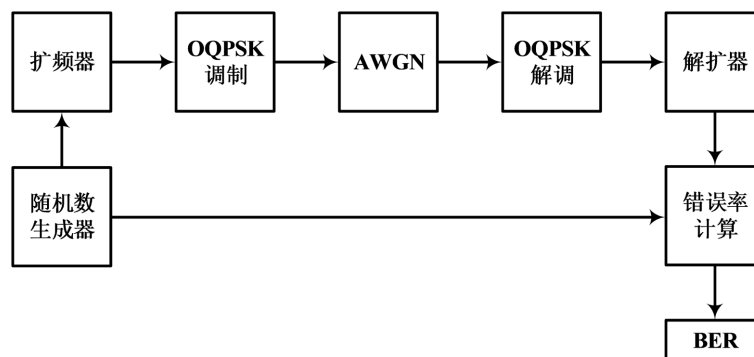 扩频器
OQPSK
调制
AWGN
OQPSK
解调
解扩器
随机数
生成器
错误率
计算
BER